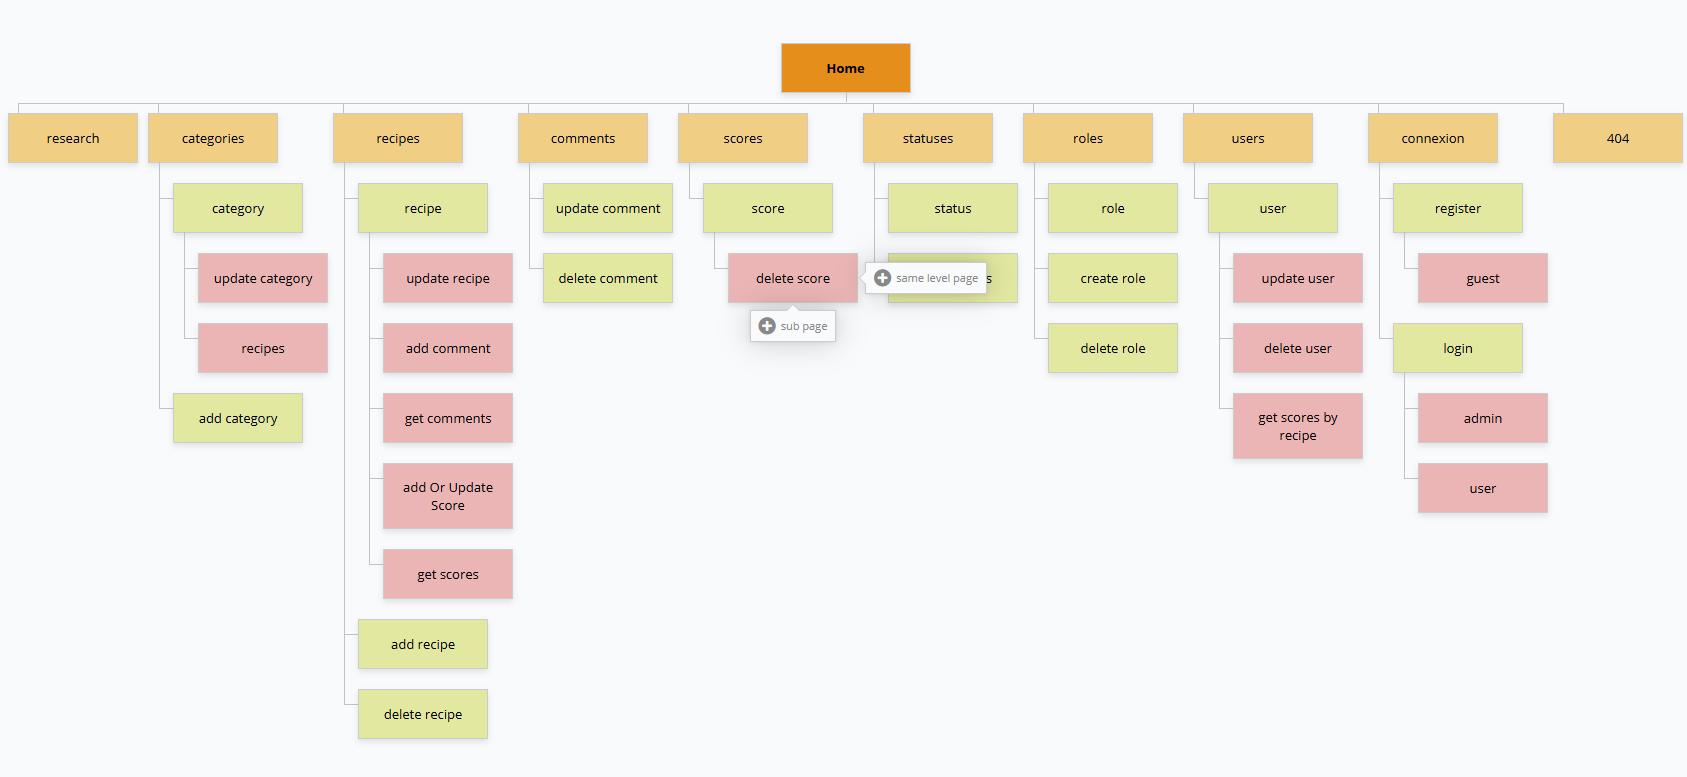 Home
research
categories
recipes
comments
scores
statuses
roles
users
connexion
404
category
update category
recipes
add category
recipe
update recipe
add comment
get comments
add Or Update
Score
get scores
add recipe
delete recipe
update comment
delete comment
score
delete score
same level page
sub page
status
role
create role
delete role
user
update user
delete user
get scores by
recipe
register
guest
login
admin
user